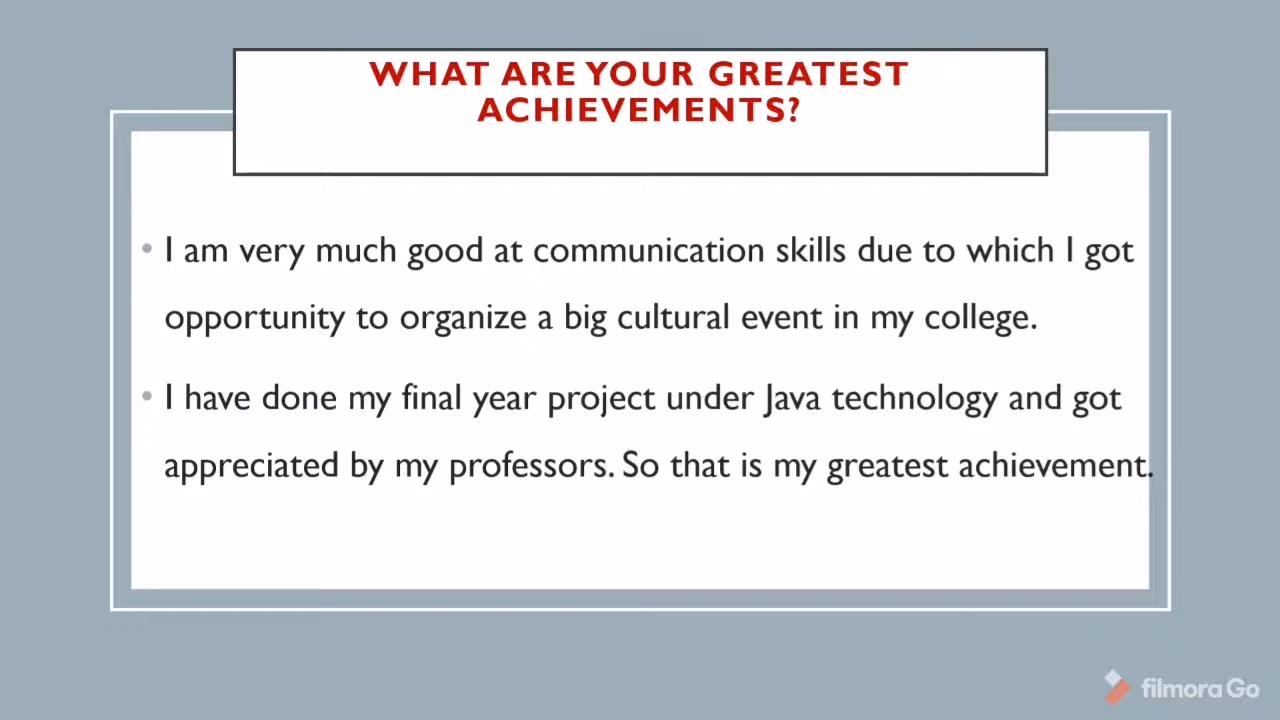 WHAT ARE YOUR GREATEST
ACHIEVEMENTS?
• I am very much good at communication skills due to which I got
opportunity to organize a big cultural event in my college.
• I have done my final year project under Java technology and got
appreciated by my professors. So that is my greatest achievement.
filmora Go